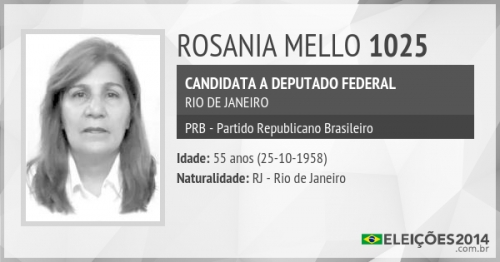 ROSANIA MELLO 1025
CANDIDATA A DEPUTADO FEDERAL
RIO DE JANEIRO
PRB - Partido Republicano Brasileiro
Idade: 55 anos (25-10-1958)
Naturalidade: RJ - Rio de Janeiro
ELEIÇÕES2014
.com.br